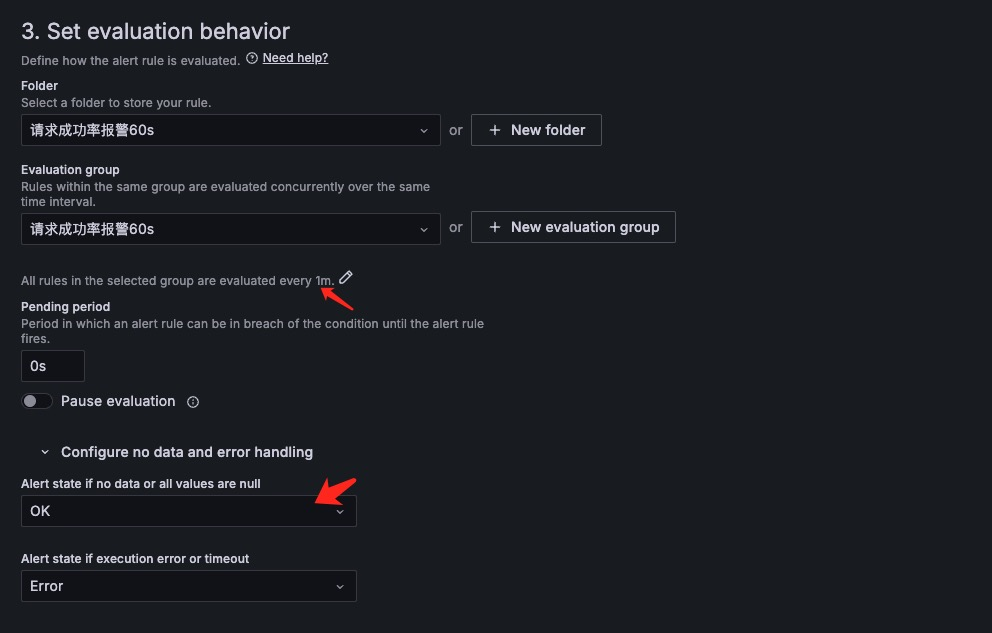 3. Set evaluation behavior
Define how the alert rule is evaluated. Need help?
Folder
Select a folder to store your rule.
请求成功率报警60s or + New folder
Evaluation group
Rules within the same group are evaluated concurrently over the same
time interval.
请求成功率报警60s or + New evaluation group
All rules in the selected group are evaluated every 1m.
Pending period
Period in which an alert rule can be in breach of the condition until the alert rule
fires.
0s
Pause evaluation
Configure no data and error handling
Alert state if no data or all values are null
OK
Alert state if execution error or timeout
Error